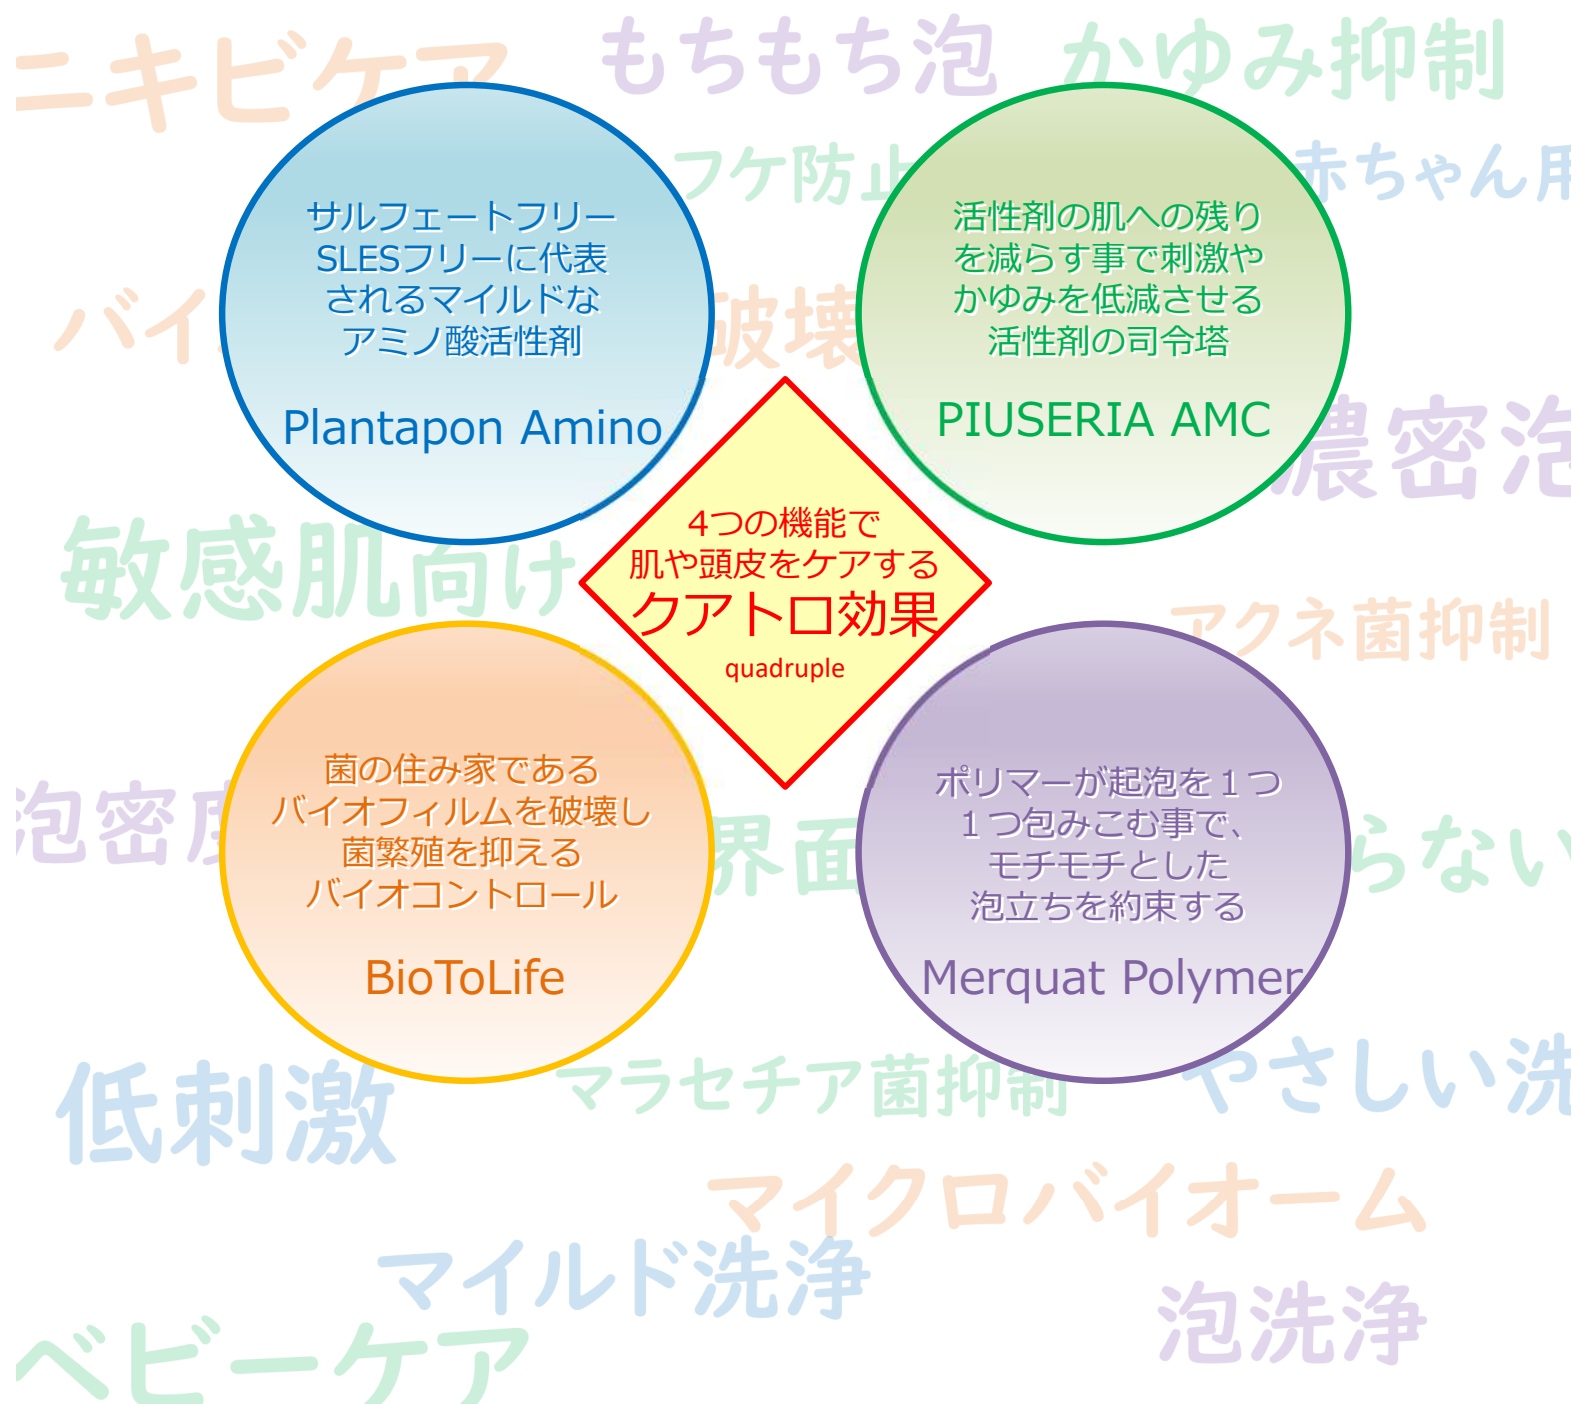 ニキビケア
もちもち泡
かゆみ抑制
フケ防止
赤ちゃん用
サルフェートフリー
SLESフリーに代表
されるマイルドな
アミノ酸活性剤
Plantapon Amino
活性剤の肌への残り
を減らす事で刺激や
かゆみを低減させる
活性剤の司令塔
PIUSERIA AMC
バイ
破壊
濃密泡
4つの機能で
肌や頭皮をケアする
クアトロ効果
quadruple
敏感肌向け
アクネ菌抑制
菌の住み家である
バイオフィルムを破壊し
菌繁殖を抑える
バイオコントロール
BioToLife
ポリマーが起泡を１つ
１つ包みこむ事で、
モチモチとした
泡立ちを約束する
Merquat Polymer
泡密度
界面
らない
低刺激
マラセチア菌抑制
やさしい洗
マイクロバイオーム
マイルド洗浄
泡洗浄
ベビーケア